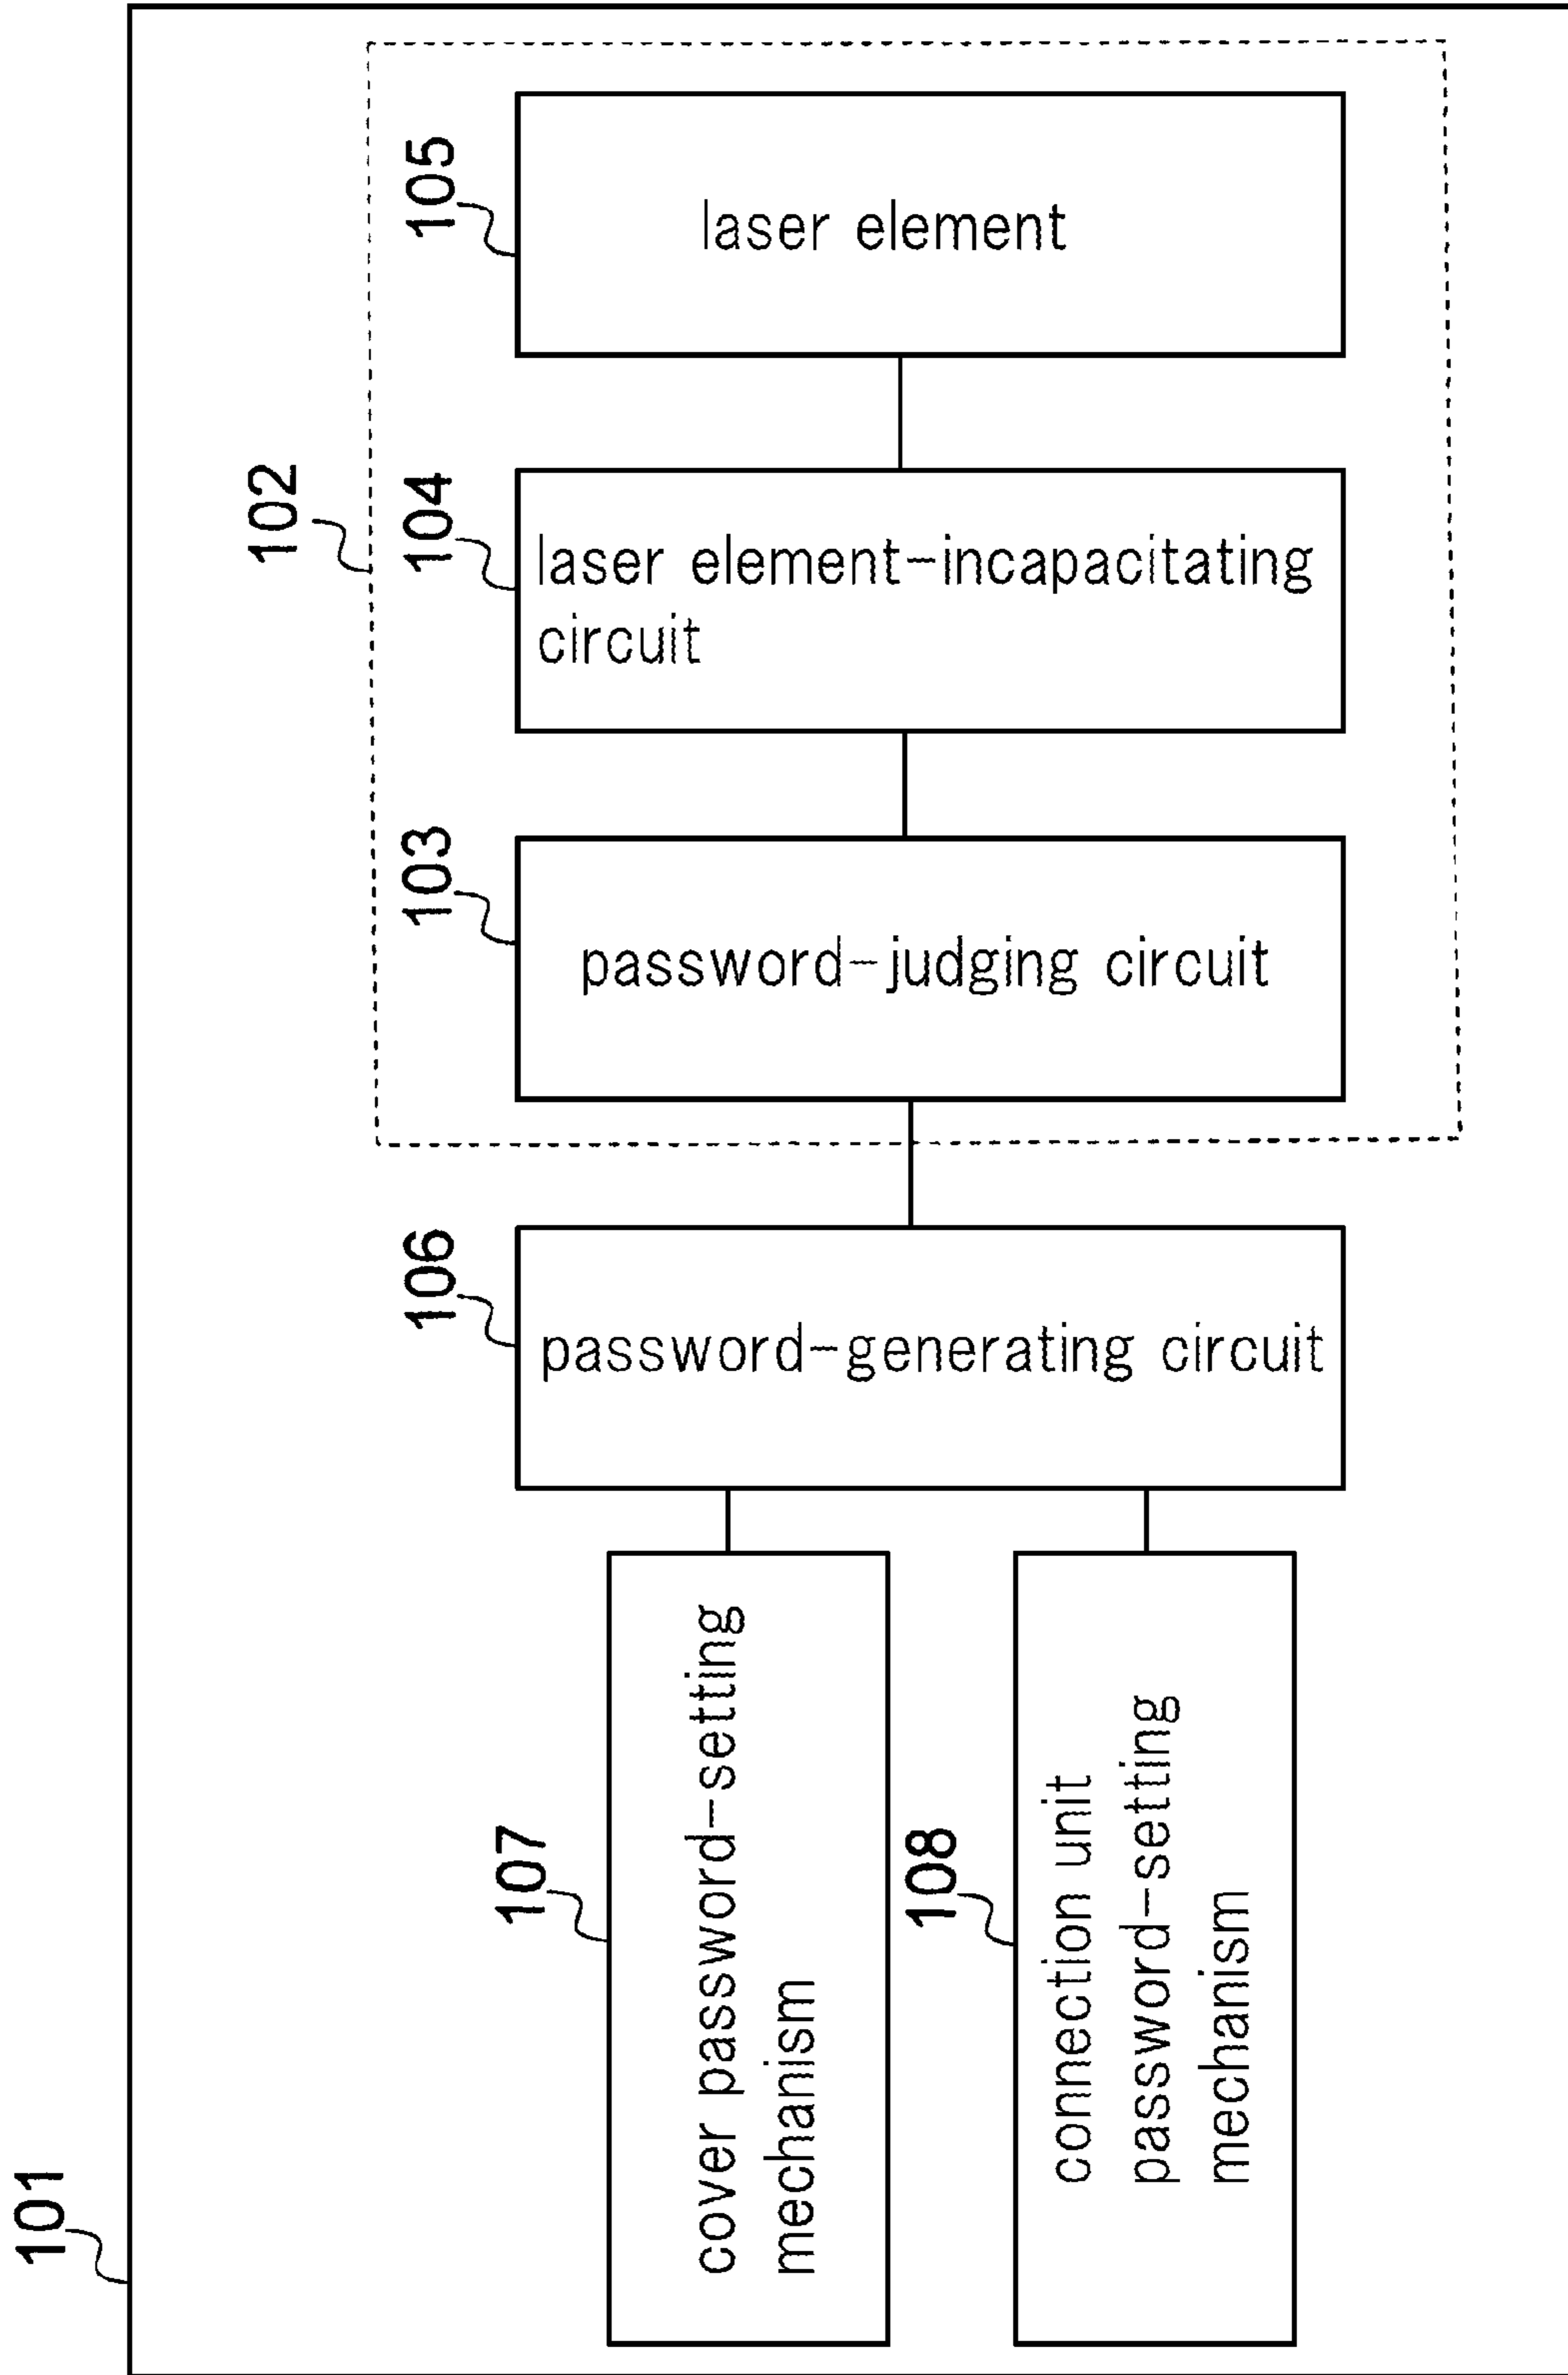 101
102
105
laser element
104
laser element-incapacitating
circuit
103
password-judging circuit
106
password-generating circuit
107
cover password-setting
mechanism
108
connection unit
password-setting
mechanism